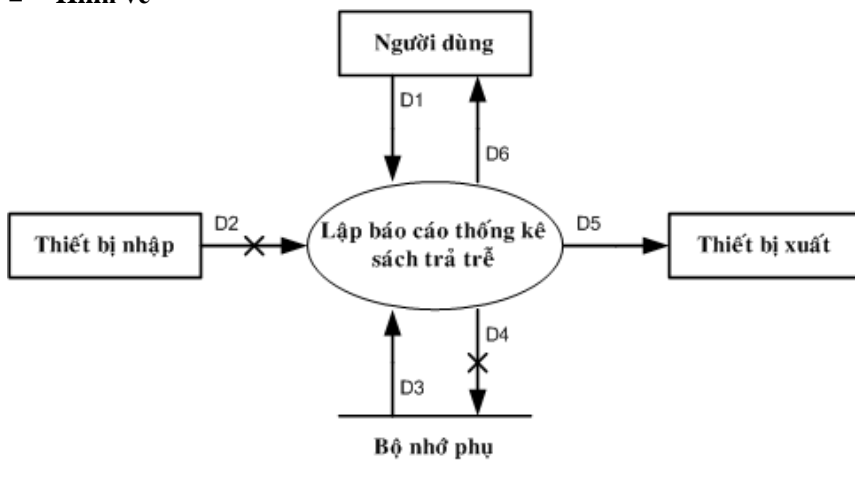 Người dùng
D1
D6
D2
Thiết bị nhập
Lập báo cáo thống kê
sách trả trễ
D5
Thiết bị xuất
D4
D3
Bộ nhớ phụ